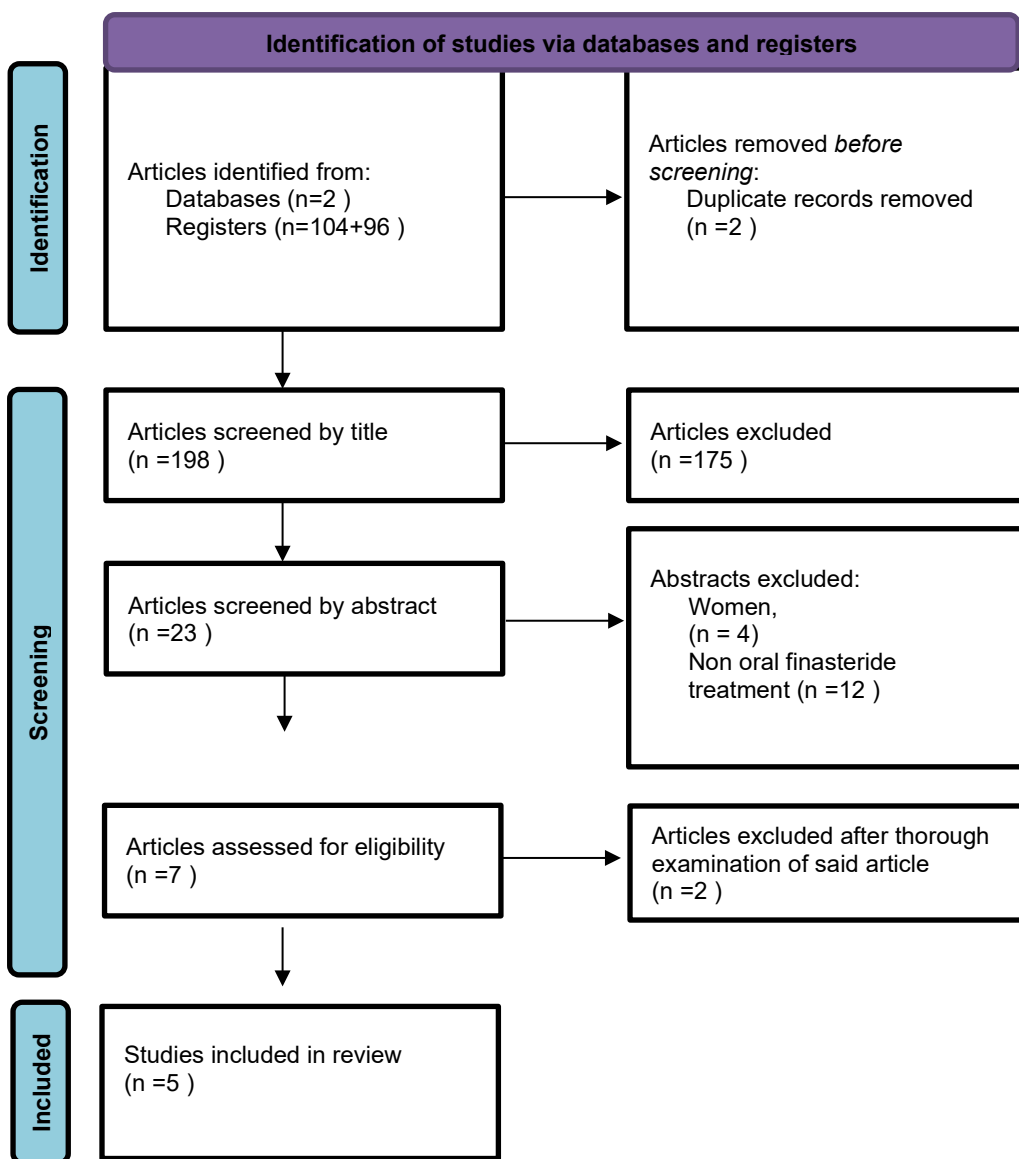 Identification of studies via databases and registers
Identification
Articles identified from:
Databases (n=2 )
Registers (n=104+96 )
Articles removed before
screening:
Duplicate records removed
(n =2 )
Screening
Articles screened by title
(n =198 )
Articles excluded
(n =175 )
Articles screened by abstract
(n =23 )
Abstracts excluded:
Women,
(n = 4)
Non oral finasteride
treatment (n =12 )
Articles assessed for eligibility
(n =7 )
Articles excluded after thorough
examination of said article
(n =2 )
Included
Studies included in review
(n =5 )